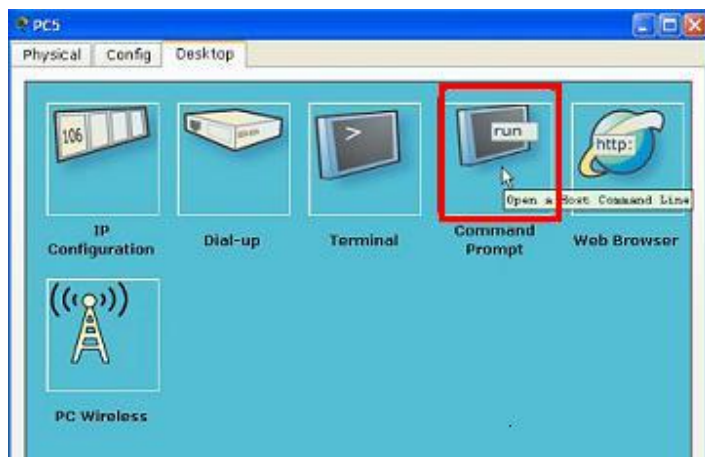 PC5
Physical Config Desktop
106
>
run
http:
Open a Host Command Line
IP
Configuration
Dial-up
Terminal
Command
Prompt
Web Browser
PC Wireless